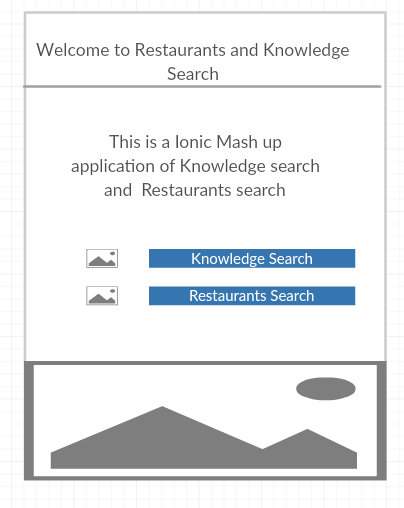 Welcome to Restaurants and Knowledge
Search
This is a Ionic Mash up
application of Knowledge search
and Restaurants search
Knowledge Search
Restaurants Search